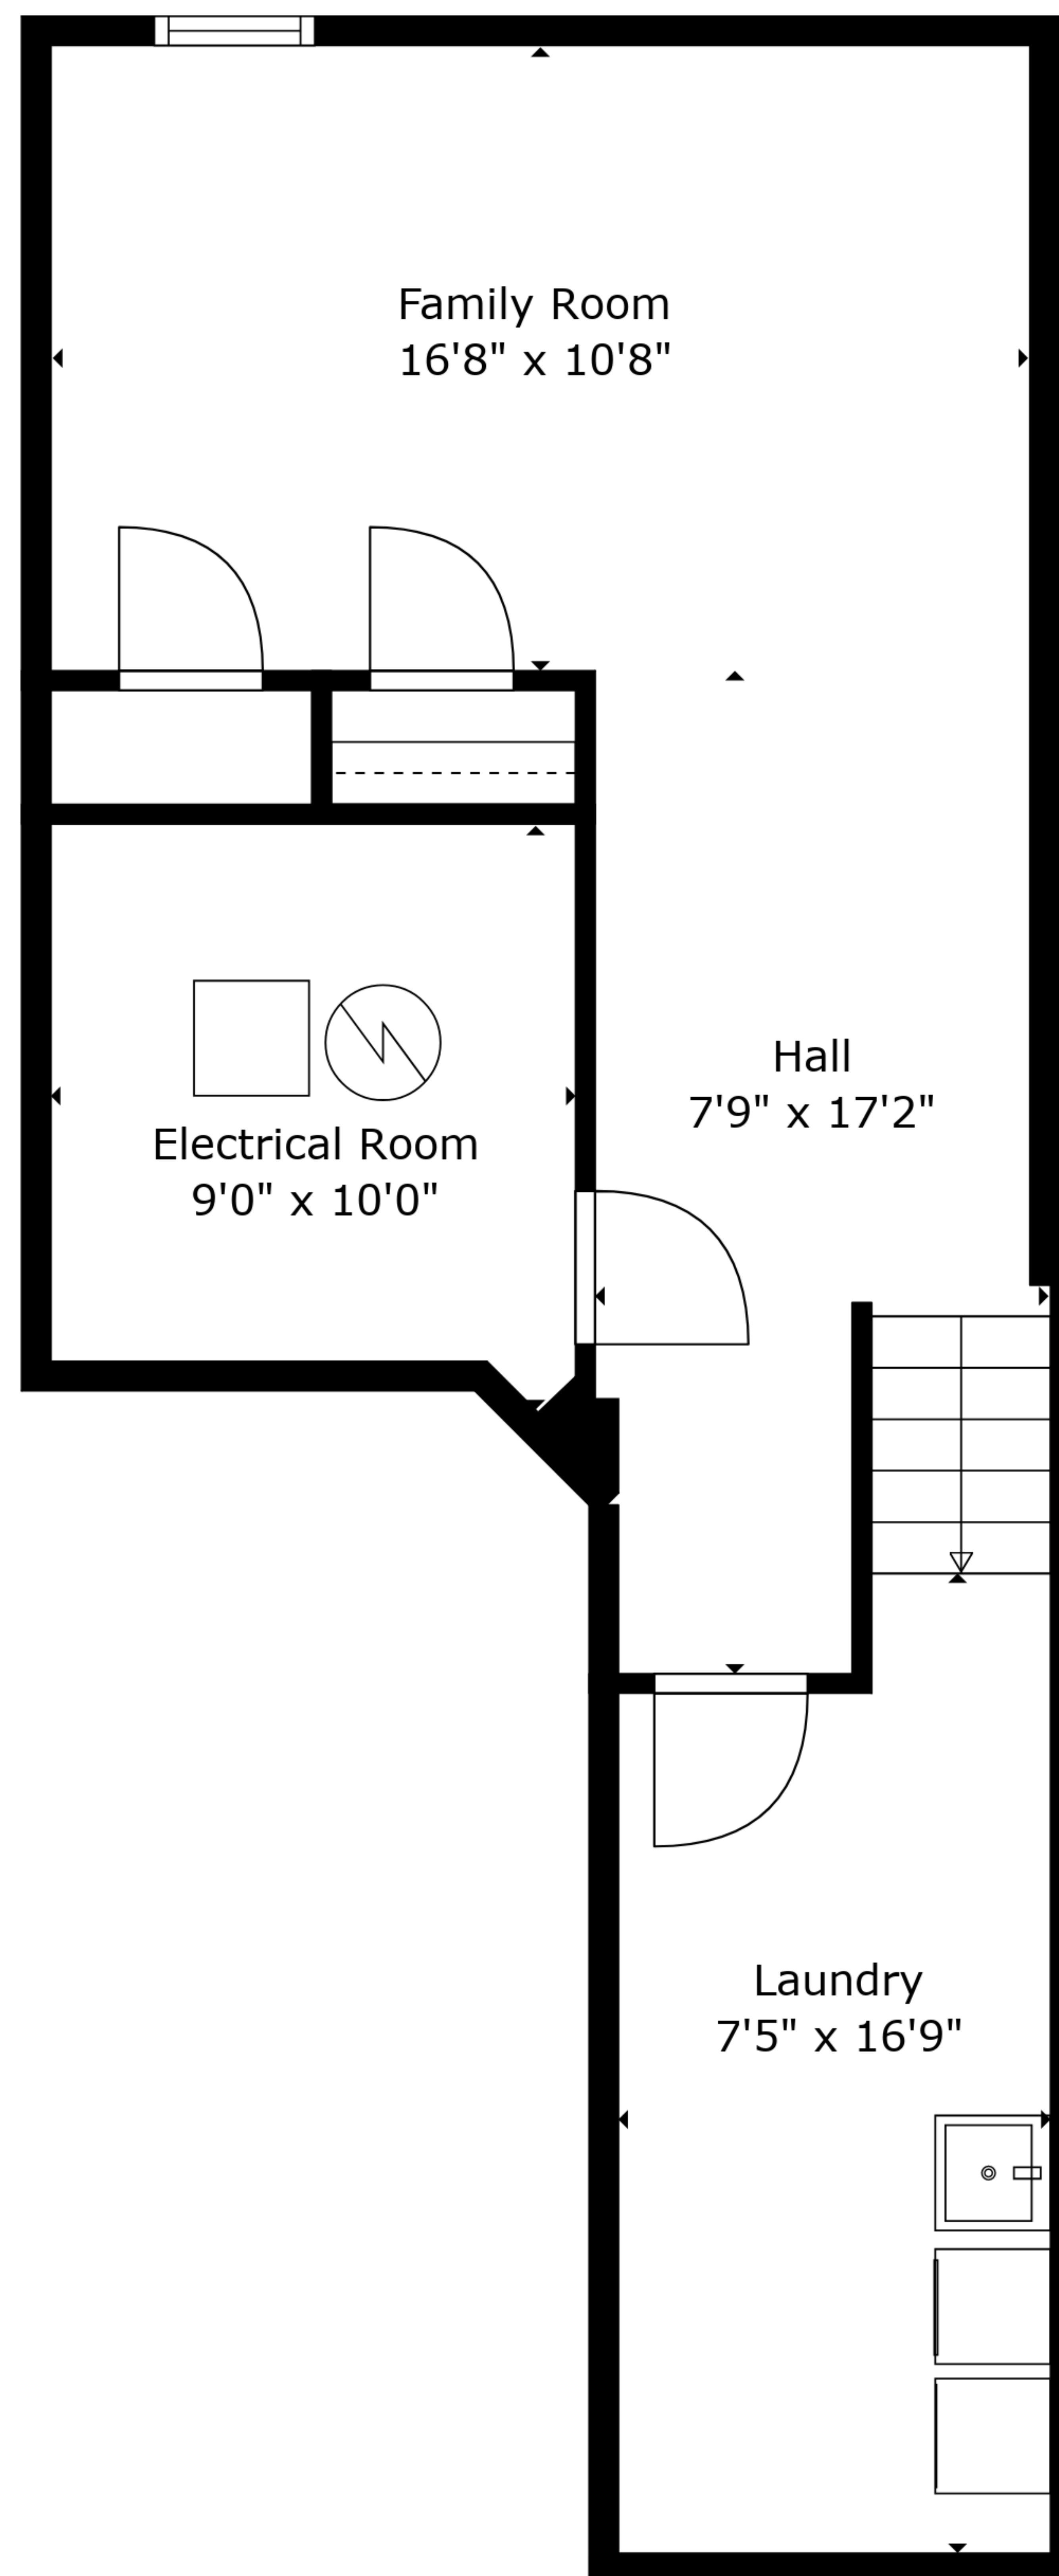 Family Room
16'8" x 10'8"
Hall
7'9" x 17'2"
Electrical Room
9'0" x 10'0"
Laundry
7'5" x 16'9"